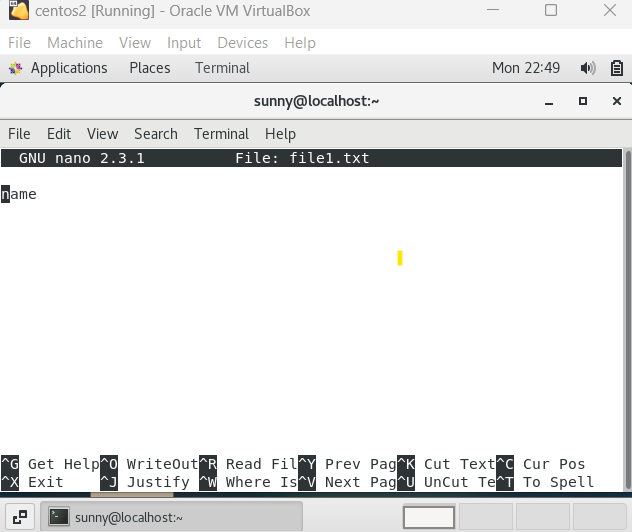 centos2 [Running] - Oracle VM VirtualBox
File Machine View Input Devices Help
Applications Places Terminal Mon 22:49
sunny@localhost:~
File Edit View Search Terminal Help
GNU nano 2.3.1 File: file1.txt
name
^G Get Help^O WriteOut^R Read Fil^Y Prev Pag^K Cut Text^C Cur Pos
^X Exit ^J Justify ^W Where Is^V Next Pag^U UnCut Te^T To Spell
sunny@localhost:~